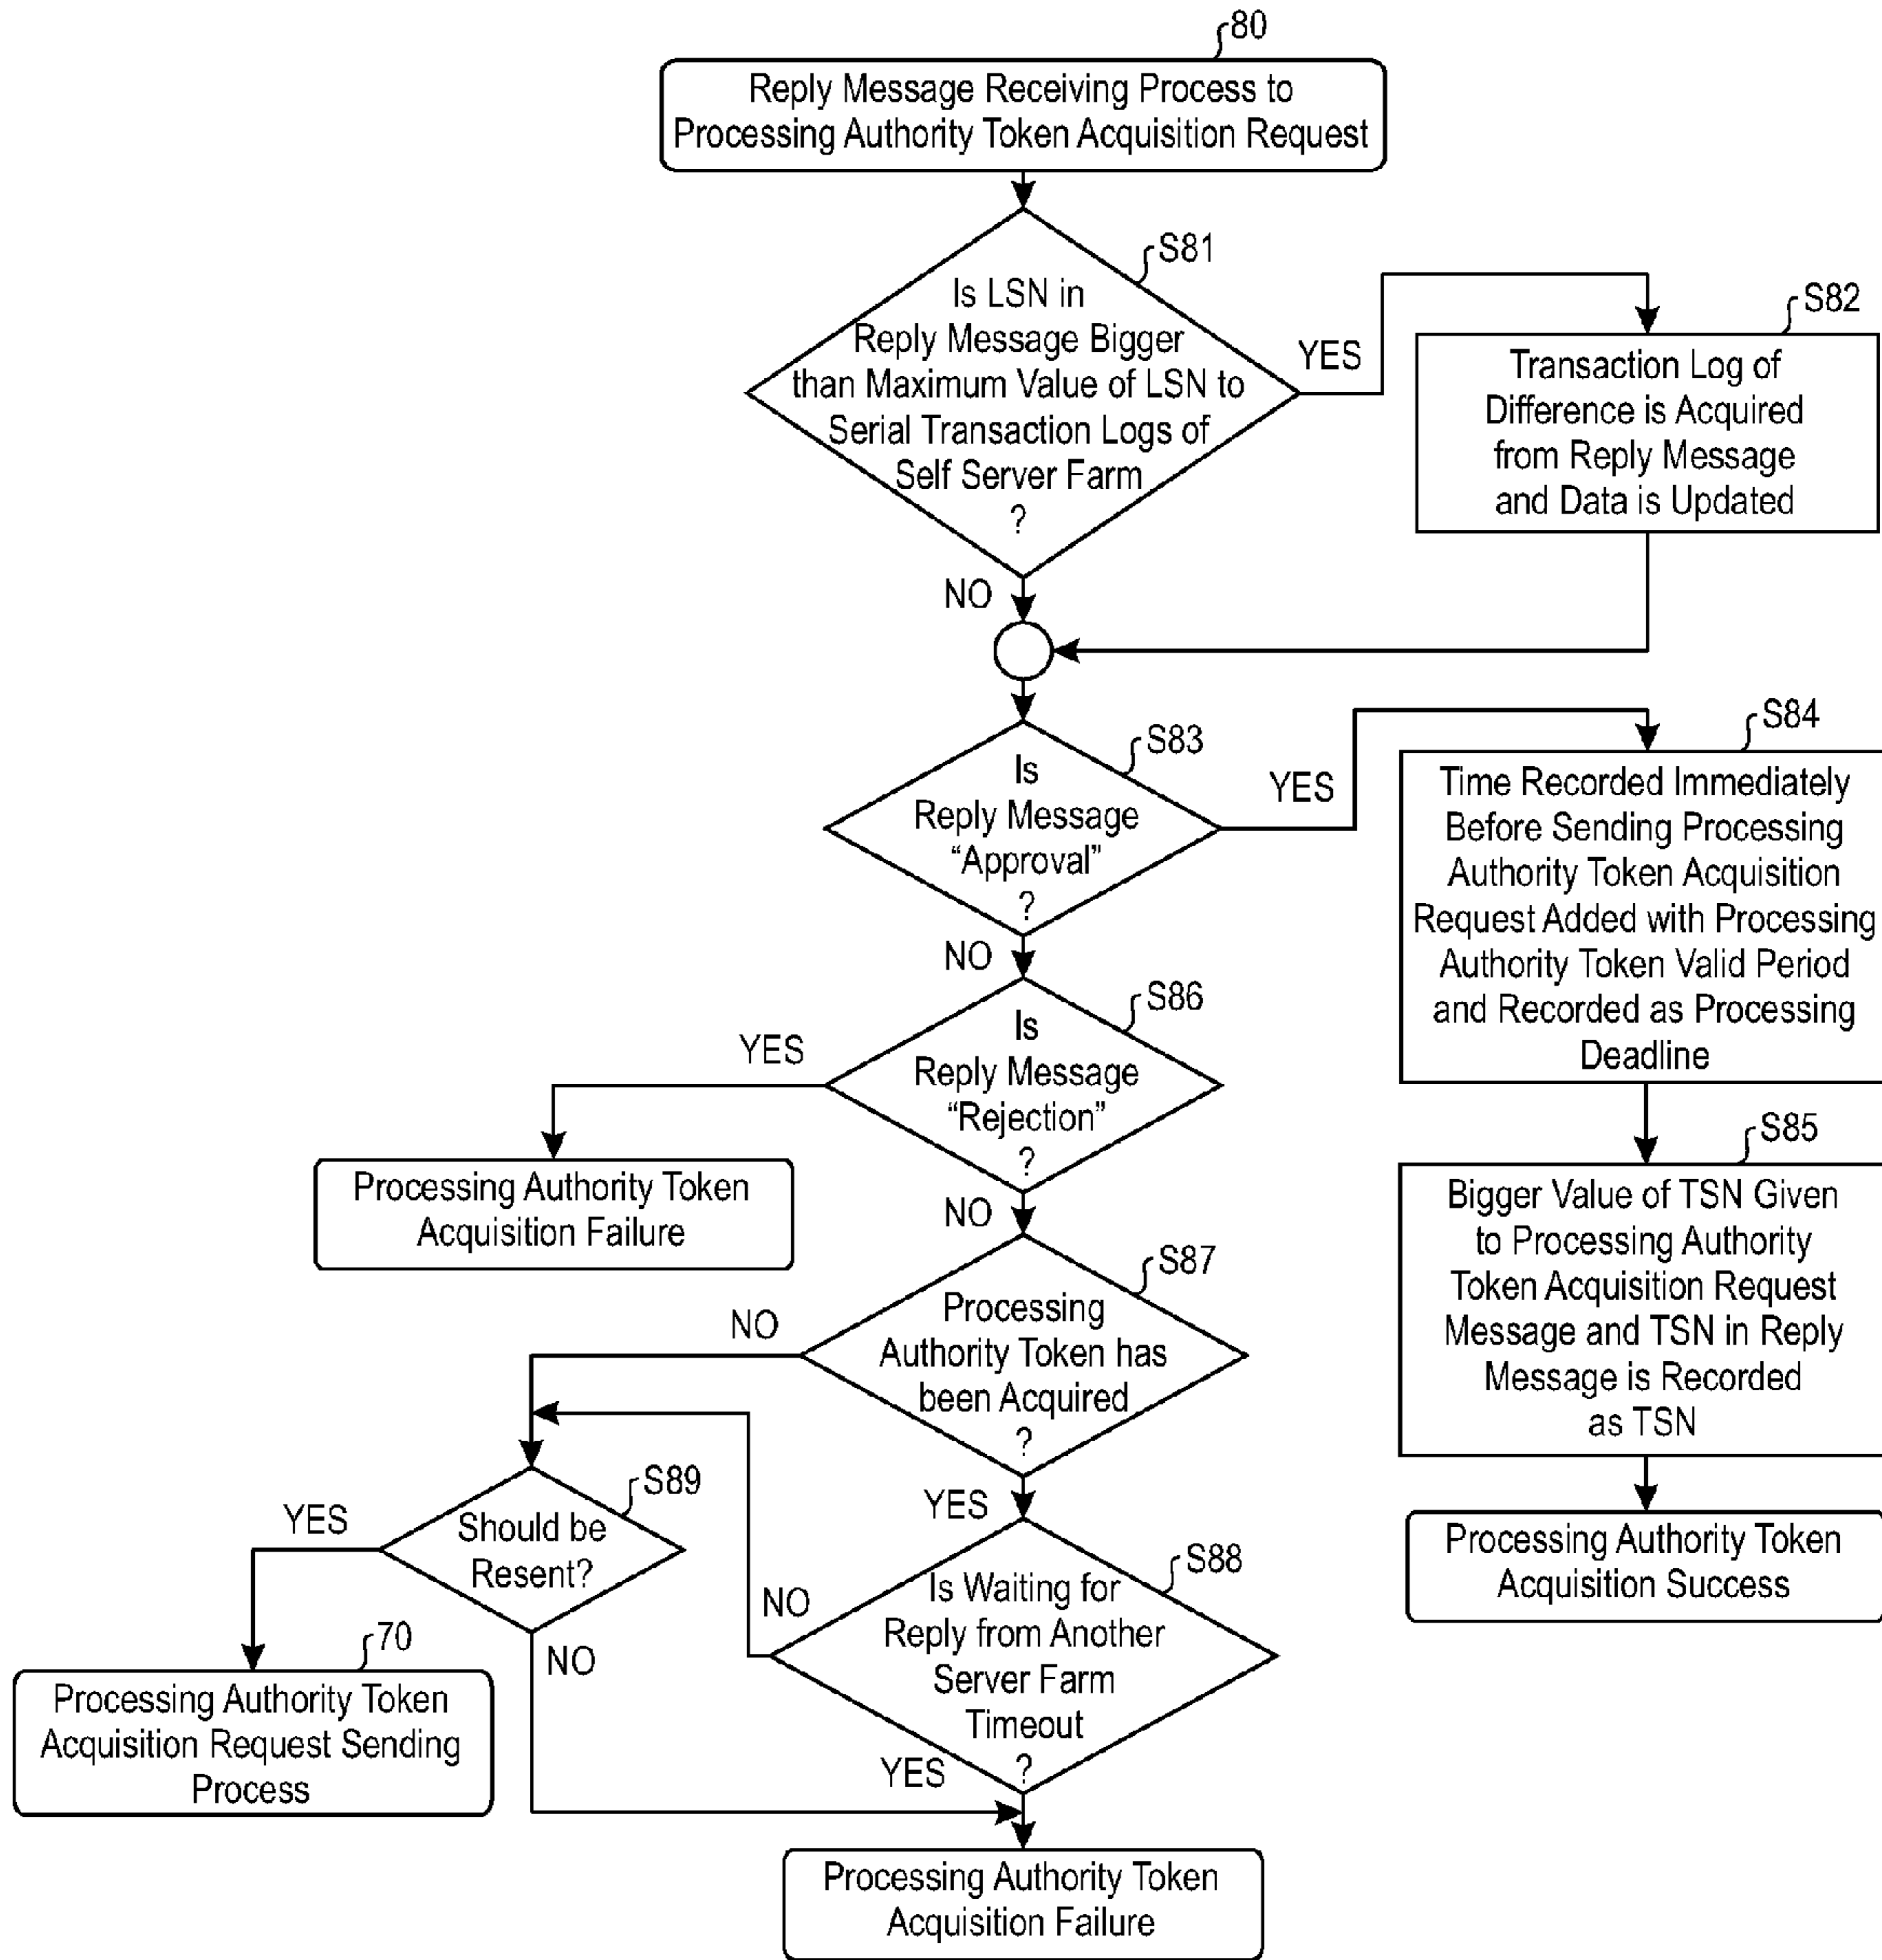 80
Reply Message Receiving Process to
Processing Authority Token Acquisition Request
S81
Is LSN in
Reply Message Bigger
than Maximum Value of LSN to
Serial Transaction Logs of
Self Server Farm
?
YES
S82
Transaction Log of
Difference is Acquired
from Reply Message
and Data is Updated
NO
S83
Is
Reply Message
“Approval”
?
YES
S84
Time Recorded Immediately
Before Sending Processing
Authority Token Acquisition
Request Added with Processing
Authority Token Valid Period
and Recorded as Processing
Deadline
S85
Bigger Value of TSN Given
to Processing Authority
Token Acquisition Request
Message and TSN in Reply
Message is Recorded
as TSN
Processing Authority Token
Acquisition Success
NO
S86
Is
Reply Message
“Rejection”
?
YES
Processing Authority Token
Acquisition Failure
NO
S87
Processing
Authority Token has
been Acquired
?
NO
YES
S88
Is Waiting for
Reply from Another
Server Farm
Timeout
?
NO
YES
S89
Should be
Resent?
YES
NO
70
Processing Authority Token
Acquisition Request Sending
Process
Processing Authority Token
Acquisition Failure